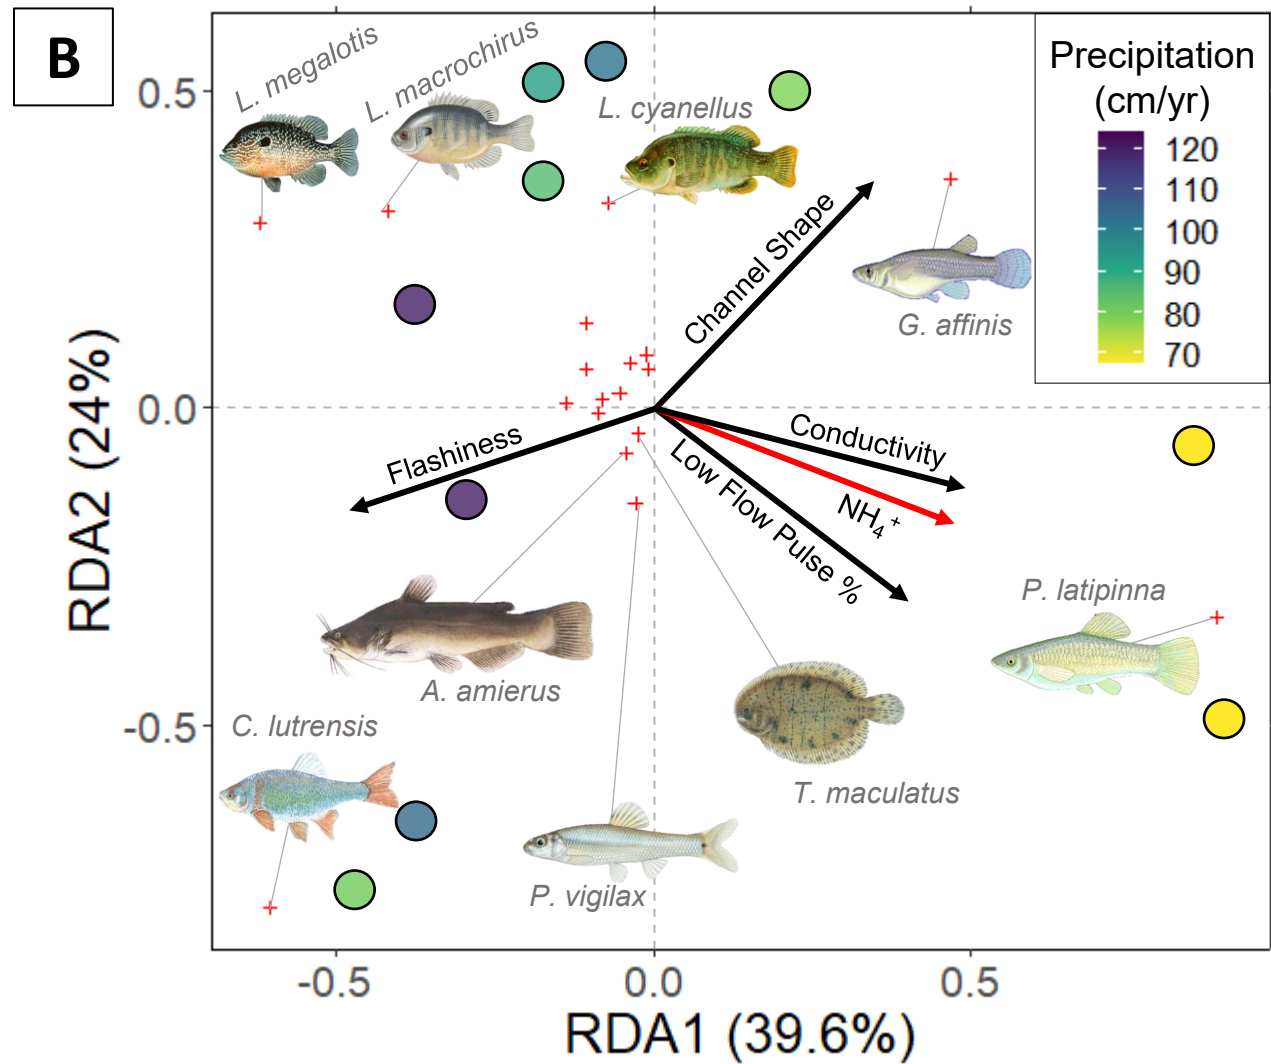 B
L. megalotis
L. macrochirus
L. cyanellus
Precipitation
(cm/yr)
120
110
100
90
80
70
0.5
0.0
-0.5
RDA2 (24%)
Channel Shape
G. affinis
Flashiness
Conductivity
NH₄⁺
Low Flow Pulse %
P. latipinna
A. amierus
C. lutrensis
T. maculatus
P. vigilax
-0.5
0.0
0.5
RDA1 (39.6%)